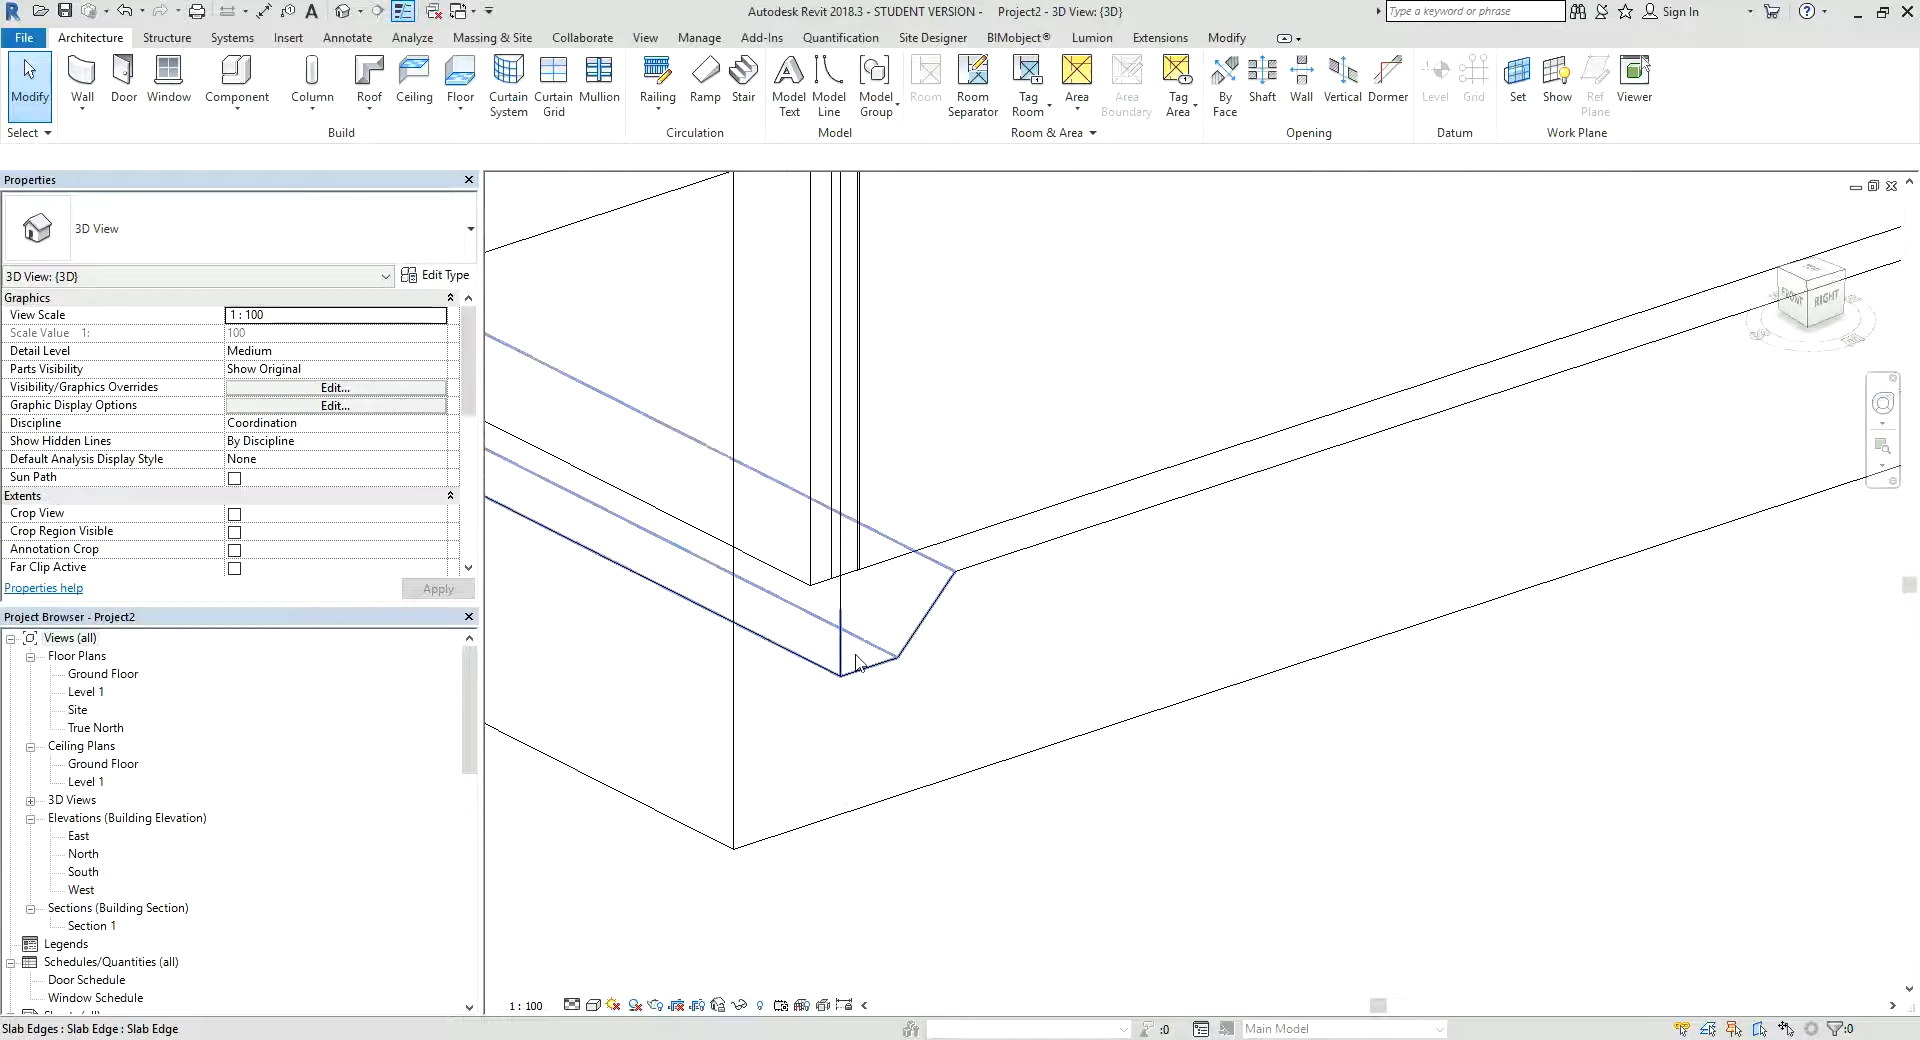 Autodesk Revit 2018.3 - STUDENT VERSION - Project2 - 3D View: {3D}
Type a keyword or phrase
Sign In
File Architecture Structure Systems Insert Annotate Analyze Massing & Site Collaborate View Manage Add-Ins Quantification Site Designer BIMobject® Lumion Extensions Modify
Modify Wall Door Window Component Column Roof Ceiling Floor Curtain System Curtain Grid Mullion Railing Ramp Stair Model Text Model Line Model Group Room Room Separator Tag Room Area Area Boundary Tag Area By Face Shaft Wall Vertical Dormer Level Grid Set Show Ref Plane Viewer
Select Build Circulation Model Room & Area Opening Datum Work Plane
Properties
3D View
3D View: {3D} Edit Type
Graphics
View Scale 1 : 100
Scale Value 1: 100
Detail Level Medium
Parts Visibility Show Original
Visibility/Graphics Overrides Edit...
Graphic Display Options Edit...
Discipline Coordination
Show Hidden Lines By Discipline
Default Analysis Display Style None
Sun Path
Extents
Crop View
Crop Region Visible
Annotation Crop
Far Clip Active
Properties help Apply
FRONT RIGHT
Project Browser - Project2
Views (all)
Floor Plans
Ground Floor
Level 1
Site
True North
Ceiling Plans
Ground Floor
Level 1
3D Views
Elevations (Building Elevation)
East
North
South
West
Sections (Building Section)
Section 1
Legends
Schedules/Quantities (all)
Door Schedule
Window Schedule
1 : 100
Slab Edges : Slab Edge : Slab Edge
:0
Main Model
:0